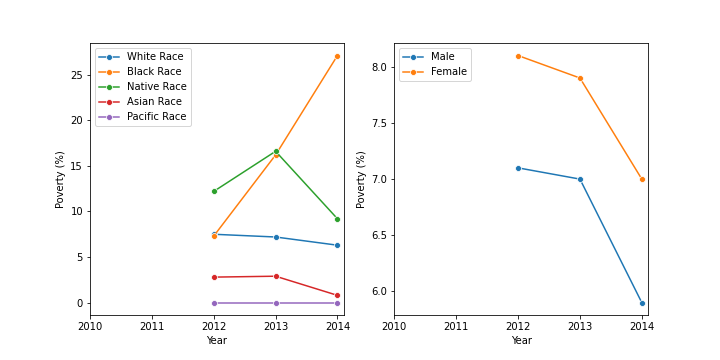 White Race
Black Race
Native Race
Asian Race
Pacific Race
25
20
15
10
5
0
Poverty (%)
2010 2011 2012 2013 2014
Year
Male
Female
8.0
7.5
7.0
6.5
6.0
Poverty (%)
2010 2011 2012 2013 2014
Year